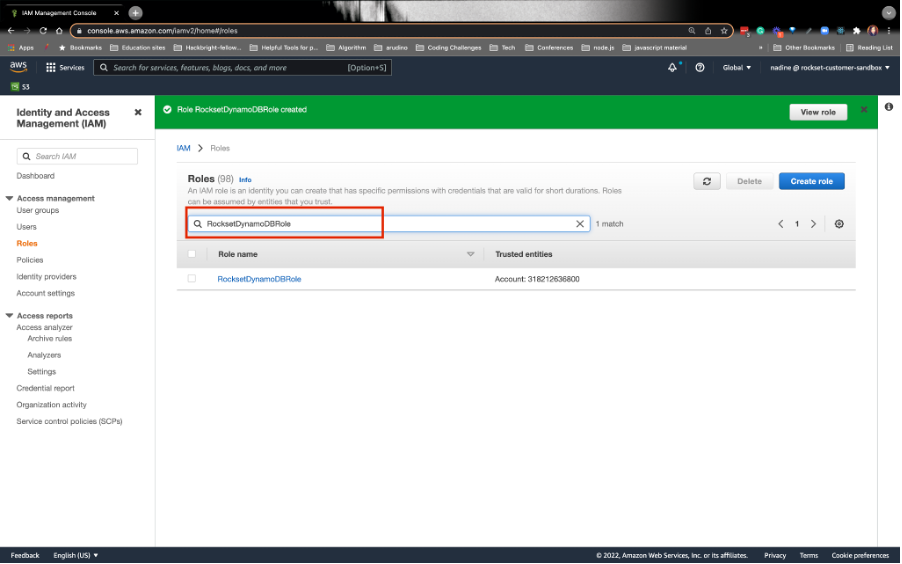 IAM Management Console
console.aws.amazon.com/iamv2/home#/roles
Apps
Bookmarks
Education sites
Hackbright-fellow...
Helpful Tools for p...
Algorithm
arudino
Coding Challenges
Tech
Conferences
node.js
javascript material
»
Other Bookmarks
Reading List
aws
Services
Search for services, features, blogs, docs, and more
[Option+S]
Global
nadine @ rockset-customer-sandbox
S3
Identity and Access
Management (IAM)
Search IAM
Dashboard
Access management
User groups
Users
Roles
Policies
Identity providers
Account settings
Access reports
Access analyzer
Archive rules
Analyzers
Settings
Credential report
Organization activity
Service control policies (SCPs)
Role RocksetDynamoDBRole created
View role
IAM > Roles
Roles (98) Info
An IAM role is an identity you can create that has specific permissions with credentials that are valid for short durations. Roles
can be assumed by entities that you trust.
Delete
Create role
RocksetDynamoDBRole
1 match
1
Role name
Trusted entities
RocksetDynamoDBRole
Account: 318212636800
Feedback
English (US)
© 2022, Amazon Web Services, Inc. or its affiliates.
Privacy
Terms
Cookie preferences